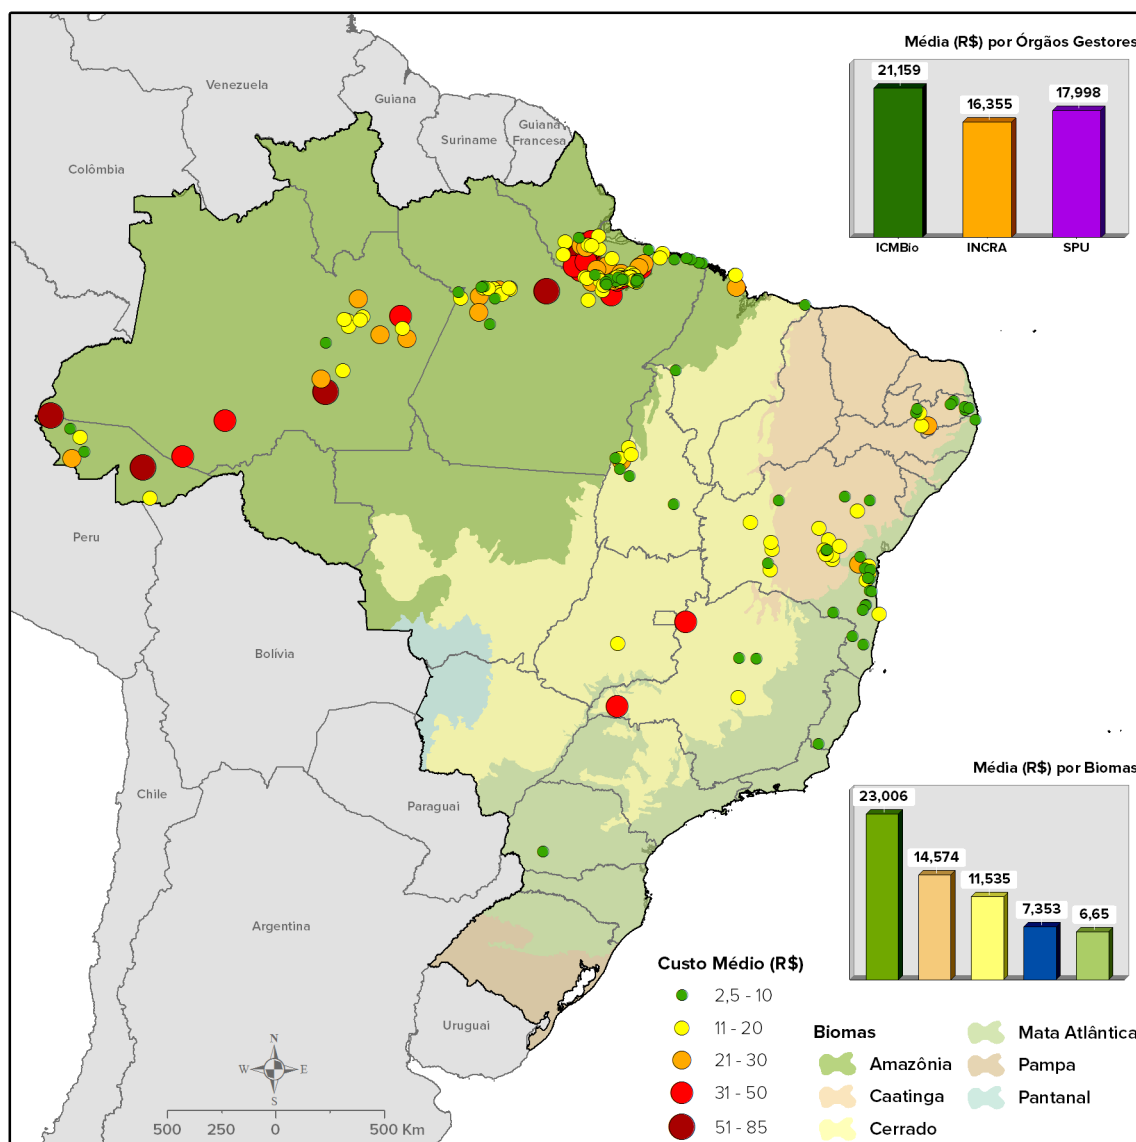 Média (R$) por Órgãos Gestores
21,159
16,355
17,998
ICMBio
INCRA
SPU
Venezuela
Guiana
Suriname
Guiana
Francesa
Colômbia
Peru
Bolívia
Chile
Paraguai
Argentina
Uruguai
Média (R$) por Biomas
23,006
14,574
11,535
7,353
6,65
Custo Médio (R$)
2,5 - 10
11 - 20
21 - 30
31 - 50
51 - 85
Biomas
Amazônia
Caatinga
Cerrado
Mata Atlântica
Pampa
Pantanal
N
W
E
S
500 250 0 500 Km